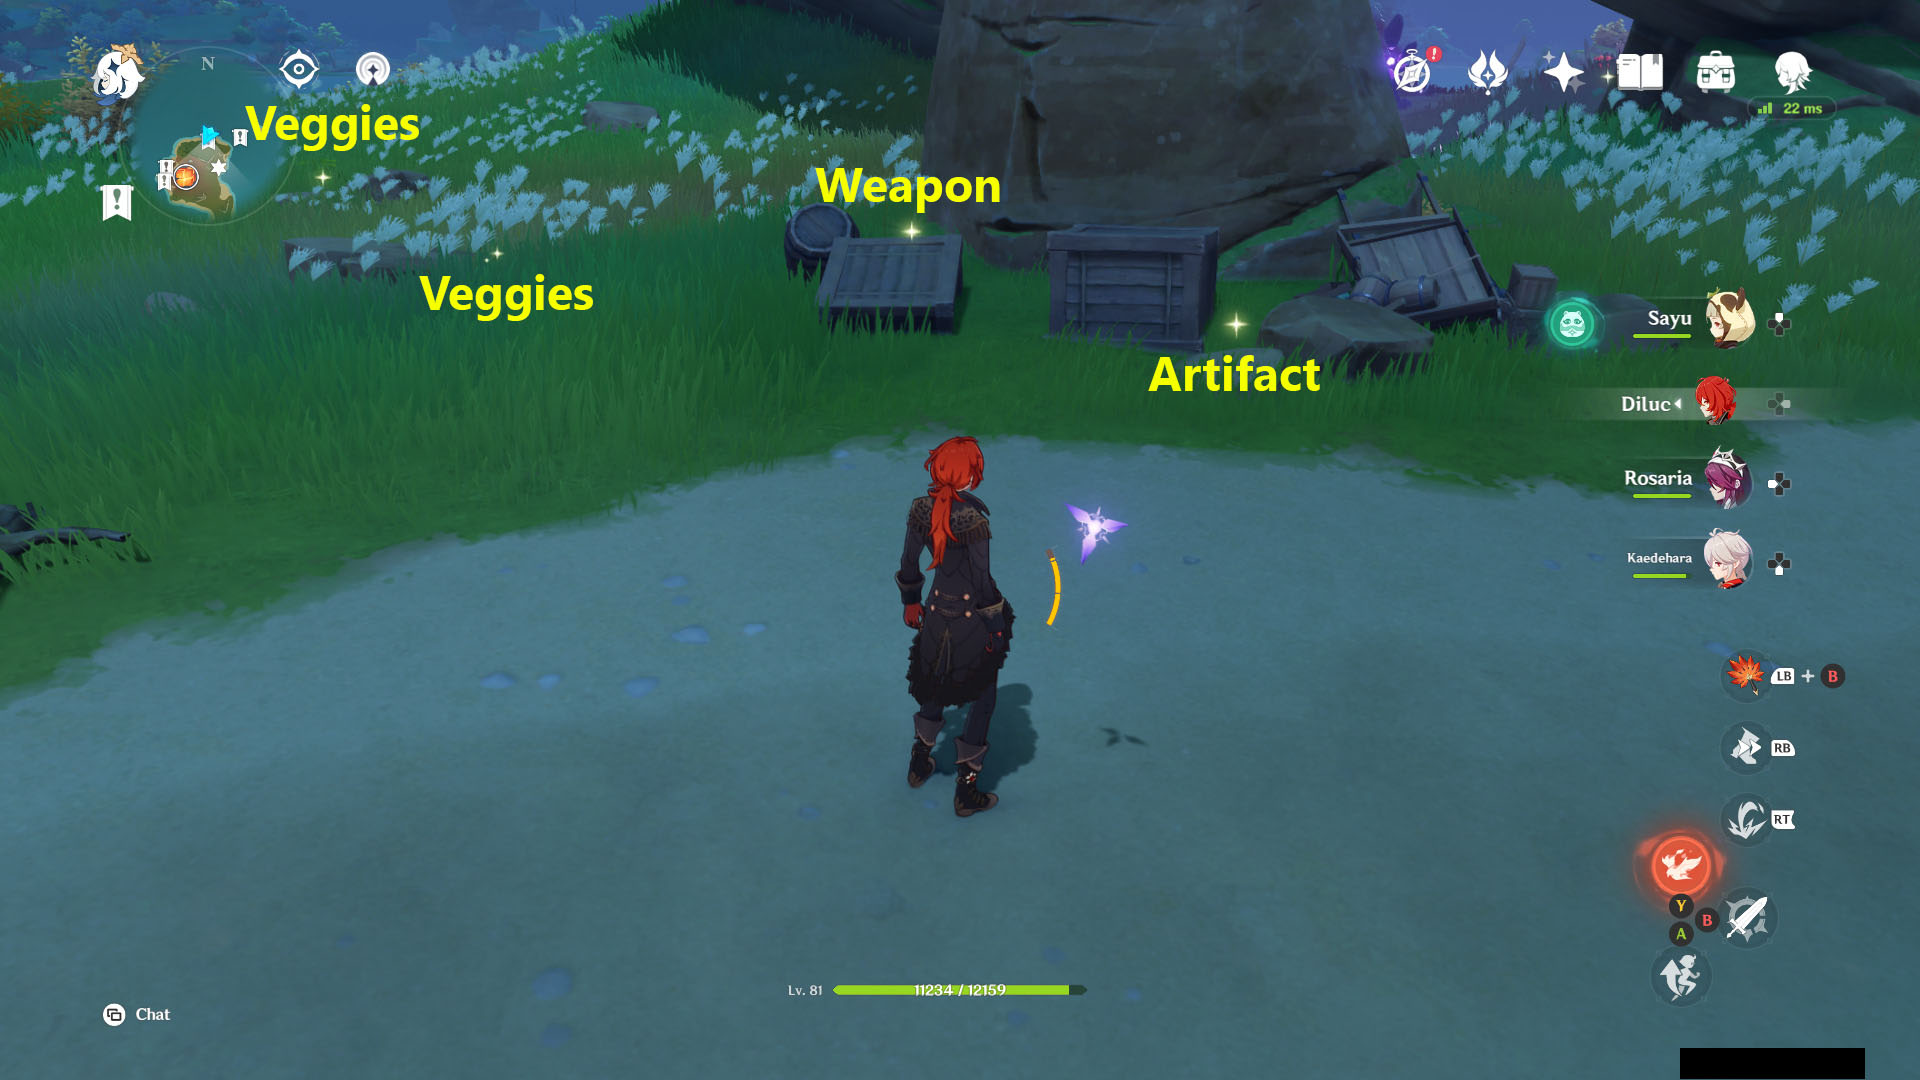 N
22 ms
Veggies
Weapon
Veggies
Artifact
Sayu
Diluc
Rosaria
Kaedehara
LB + B
RB
RT
Y
B
A
Lv. 81 11234 / 12159
Chat